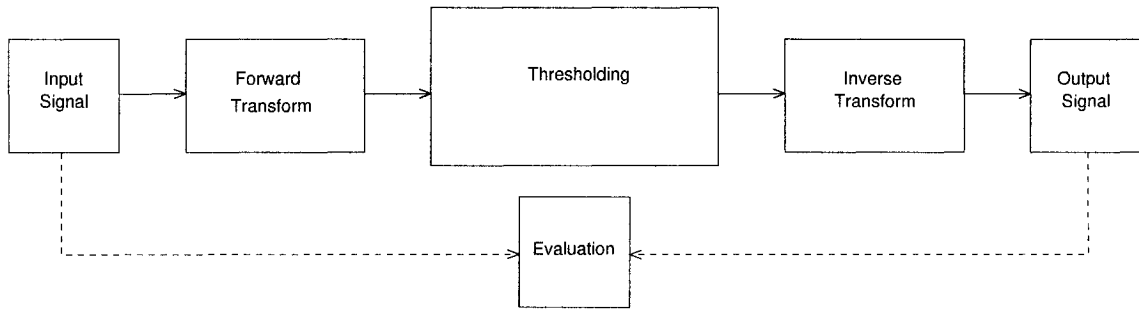 Input
Signal
Forward
Transform
Thresholding
Inverse
Transform
Output
Signal
Evaluation